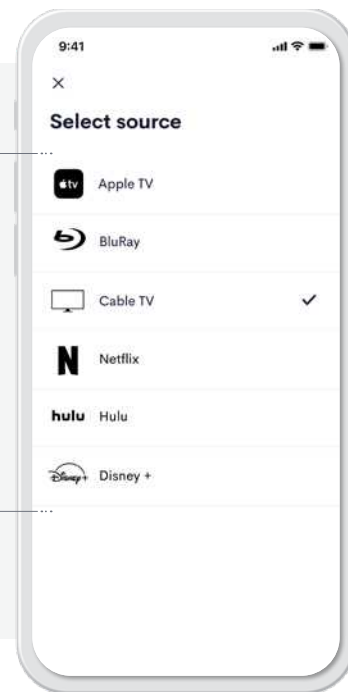 9:41
Select source
tv Apple TV
BluRay
Cable TV
N Netflix
hulu Hulu
Disney+ Disney +